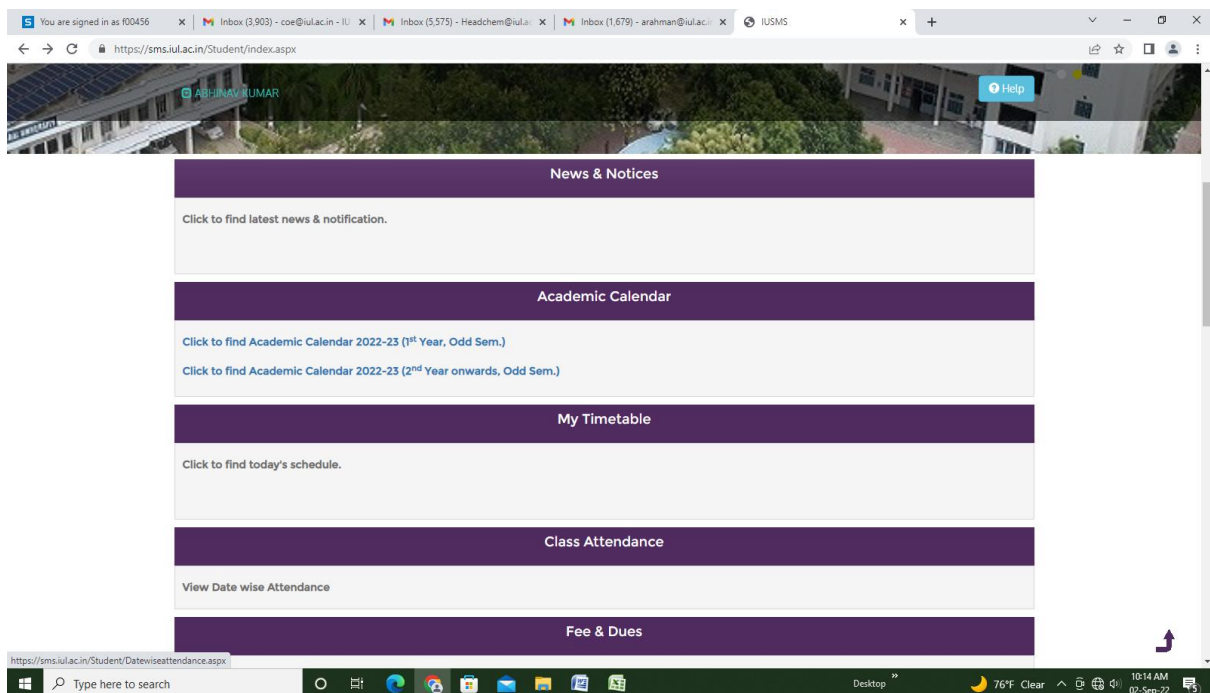 You are signed in as f00456
Inbox (3,903) - coe@iul.ac.in - IU
Inbox (5,575) - Headchem@iul.ac
Inbox (1,679) - arahman@iul.ac.in
IUSMS
https://sms.iul.ac.in/Student/index.aspx
ABHINAV KUMAR
Help
News & Notices
Click to find latest news & notification.
Academic Calendar
Click to find Academic Calendar 2022-23 (1st Year, Odd Sem.)
Click to find Academic Calendar 2022-23 (2nd Year onwards, Odd Sem.)
My Timetable
Click to find today's schedule.
Class Attendance
View Date wise Attendance
Fee & Dues
https://sms.iul.ac.in/Student/Datewiseattendance.aspx
Type here to search
Desktop
76°F Clear
10:14 AM
02-Sep-22